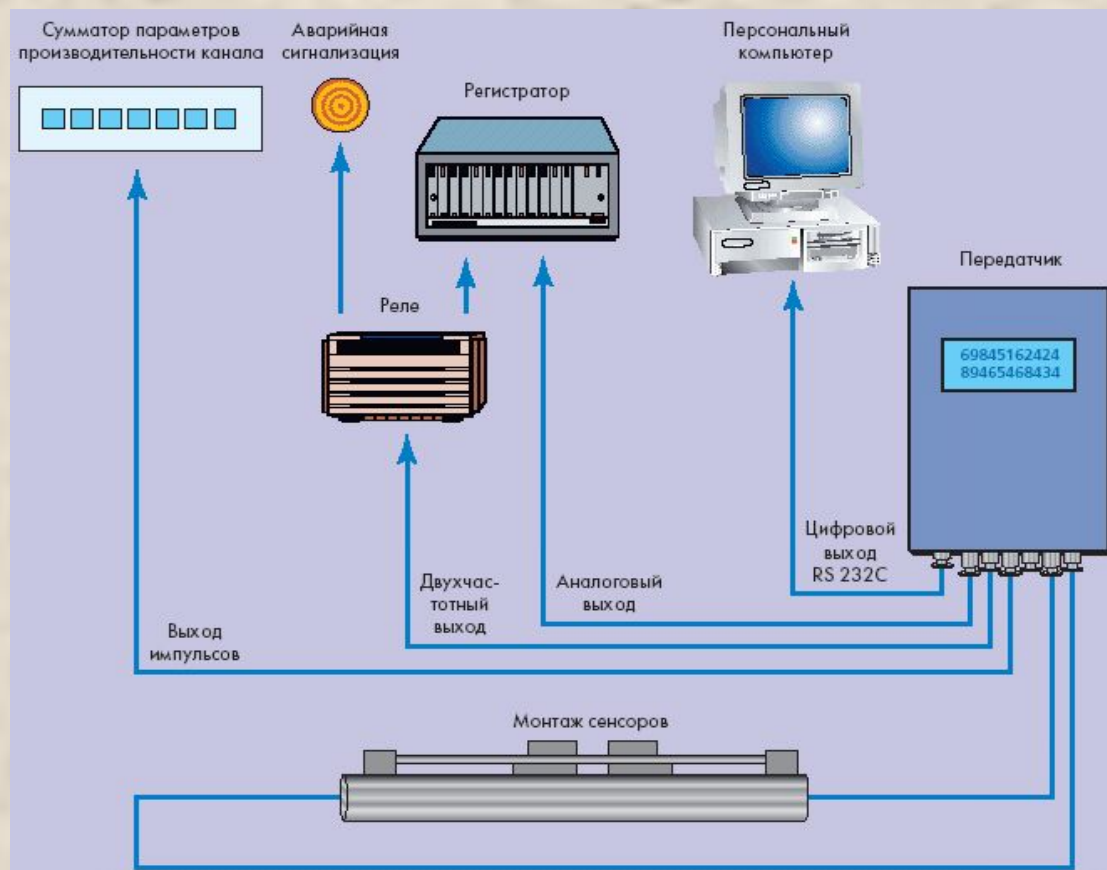 Сумматор параметров
производительности канала
Аварийная
сигнализация
Регистратор
Персональный
компьютер
Передатчик
Реле
69845162424
89465468434
Цифровой
выход
RS 232C
Двухчас-
тотный
выход
Аналоговый
выход
Выход
импульсов
Монтаж сенсоров